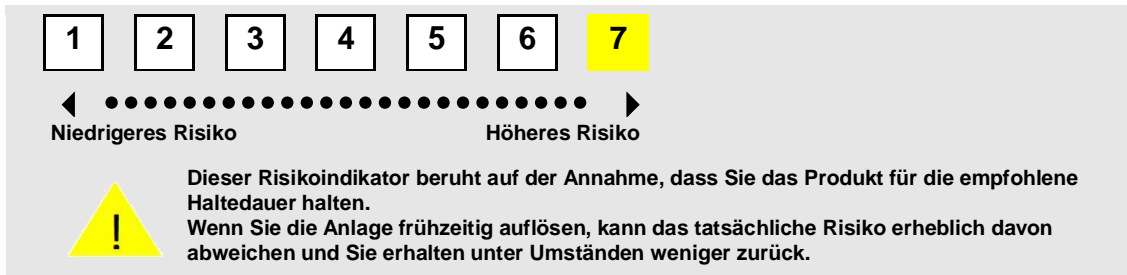 1 2 3 4 5 6 7
Niedrigeres Risiko Höheres Risiko
Dieser Risikoindikator beruht auf der Annahme, dass Sie das Produkt für die empfohlene
Haltedauer halten.
! Wenn Sie die Anlage frühzeitig auflösen, kann das tatsächliche Risiko erheblich davon
abweichen und Sie erhalten unter Umständen weniger zurück.